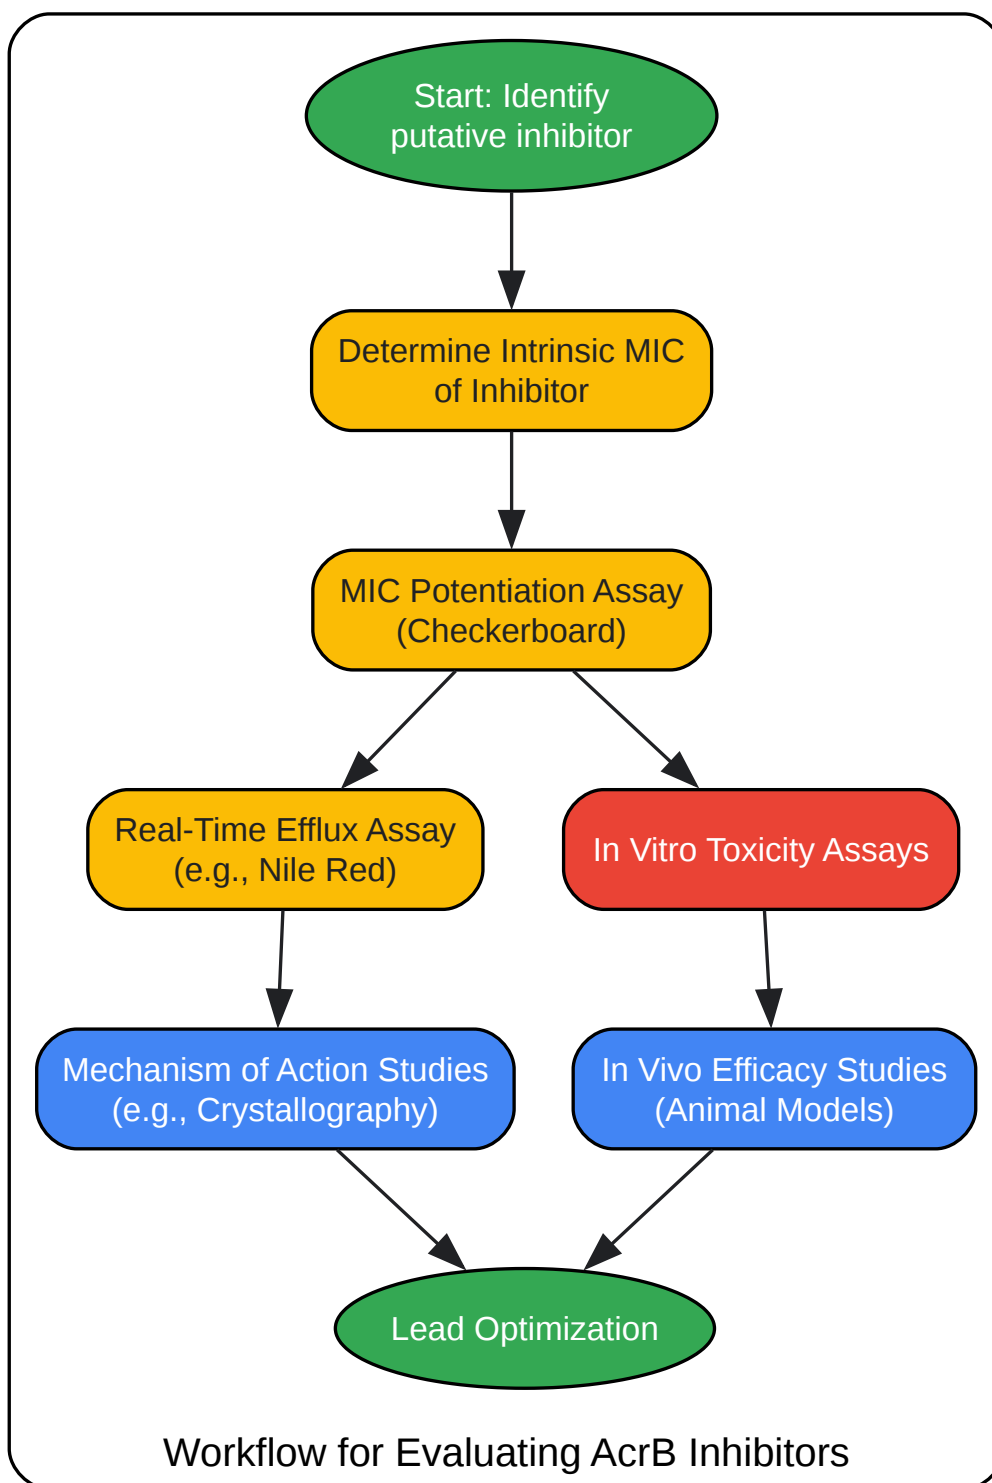 Start: Identify
putative inhibitor
Determine Intrinsic MIC
of Inhibitor
MIC Potentiation Assay
(Checkerboard)
Real-Time Efflux Assay
(e.g., Nile Red)
In Vitro Toxicity Assays
Mechanism of Action Studies
(e.g., Crystallography)
In Vivo Efficacy Studies
(Animal Models)
Lead Optimization
Workflow for Evaluating AcrB Inhibitors